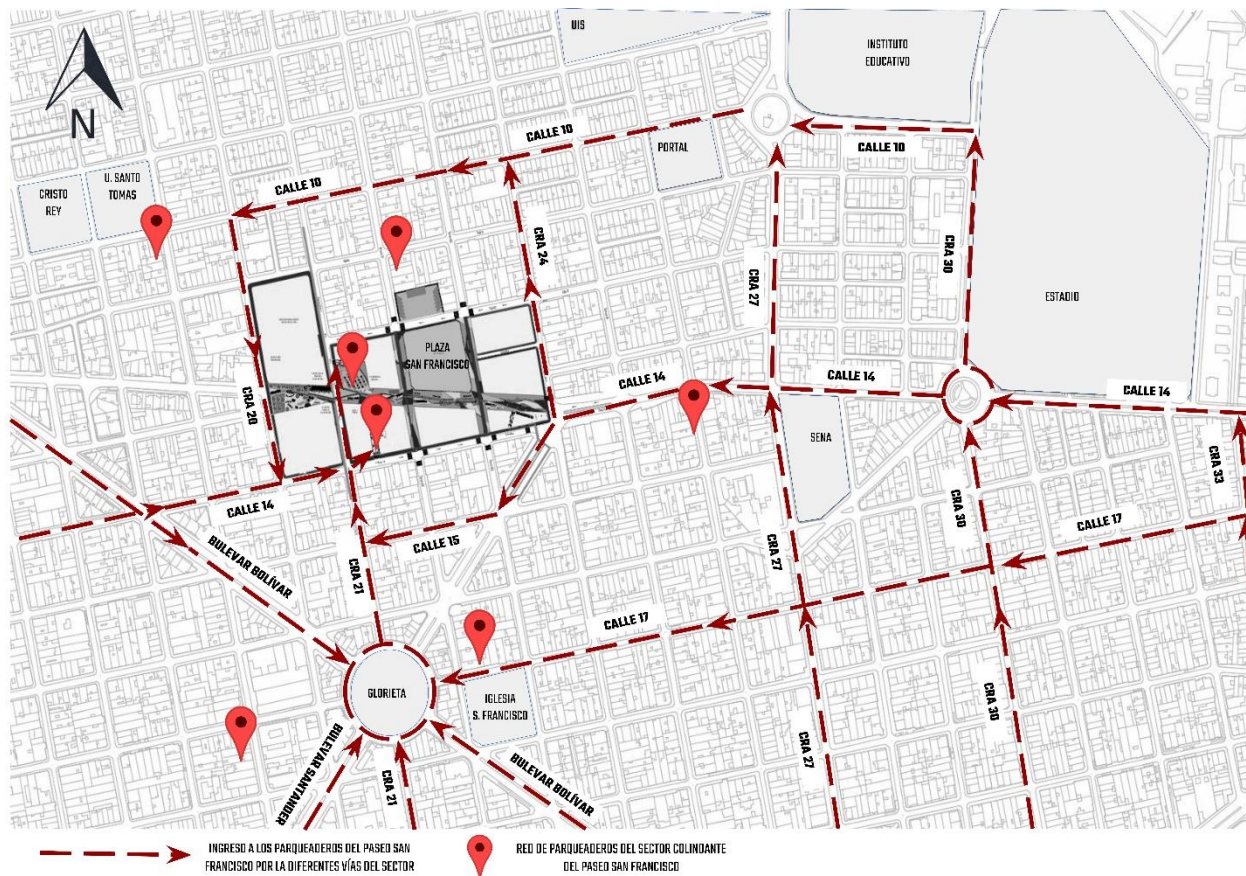 UIS
INSTITUTO
EDUCATIVO
N
CALLE 10
PORTAL
CALLE 10
CALLE 10
CRISTO
REY
U. SANTO
TOMAS
CRA 24
CRA 27
CRA 30
ESTADIO
PLAZA
SAN FRANCISCO
CALLE 14
CALLE 14
CALLE 14
CRA 20
SENA
CRA 33
CALLE 14
CRA 30
CALLE 17
CALLE 15
BULEVAR BOLÍVAR
CRA 21
CRA 27
CALLE 17
GLORIETA
IGLESIA
S. FRANCISCO
CRA 30
BULEVAR SANTANDER
CRA 21
BULEVAR BOLÍVAR
CRA 27
INGRESO A LOS PARQUEADEROS DEL PASEO SAN
FRANCISCO POR LA DIFERENTES VÍAS DEL SECTOR
RED DE PARQUEADEROS DEL SECTOR COLINDANTE
DEL PASEO SAN FRANCISCO